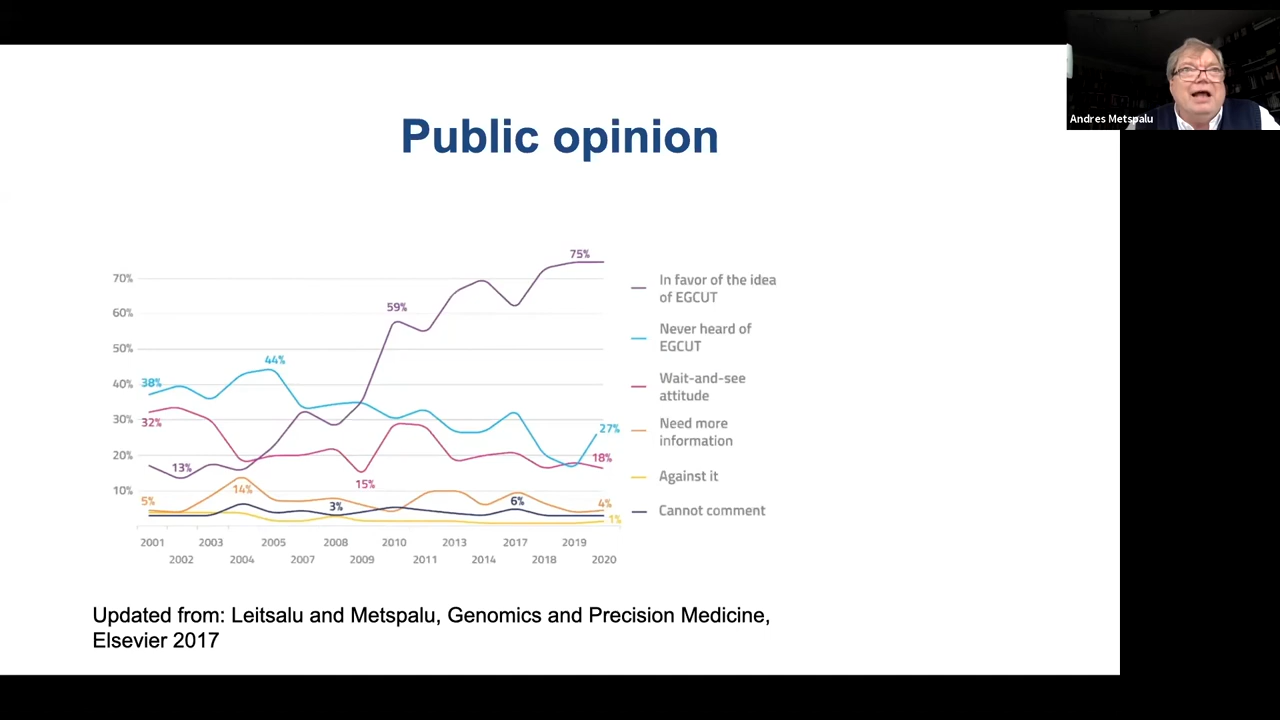 Andres Metspalu
Public opinion
75%
70%
59%
60%
50%
44%
38%
40%
32%
30%
27%
20%
18%
13%
15%
14%
10%
5%
3%
6%
4%
1%
2001 2003 2005 2008 2010 2013 2017 2019
2002 2004 2007 2009 2011 2014 2018 2020
In favor of the idea
of EGCUT
Never heard of
EGCUT
Wait-and-see
attitude
Need more
information
Against it
Cannot comment
Updated from: Leitsalu and Metspalu, Genomics and Precision Medicine,
Elsevier 2017